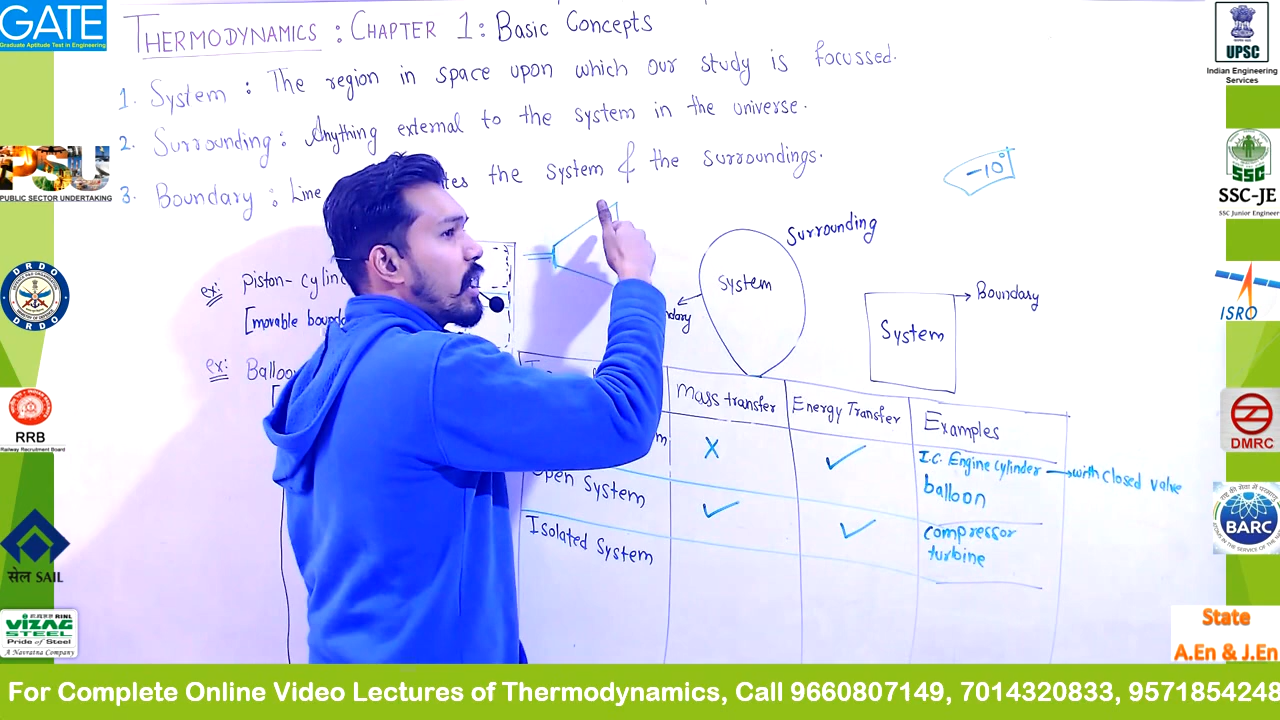 GATE
Graduate Aptitude Test in Engineering
THERMODYNAMICS : CHAPTER 1 : Basic Concepts
1. System : The region in space upon which our study is focussed.
2. Surrounding : Anything external to the system in the universe.
3. Boundary : Line the System & the surroundings.
-10°
ex: Piston-
[movable
ex:
System
Surrounding
System
Boundary
Mass transfer
Energy Transfer
Examples
X ✓
I.C. Engine cylinder → with closed valve
balloon
Open System ✓ ✓
compressor
turbine
Isolated System
PSU
PUBLIC SECTOR UNDERTAKING
DRDO
RRB
Railway Recruitment Board
सेल SAIL
RINL
VIZAG
STEEL
Pride of Steel
A Navratna Company
UPSC
Indian Engineering
Services
SSC
SSC-JE
SSC Junior Engineer
ISRO
DMRC
BARC
State
A.En & J.En
For Complete Online Video Lectures of Thermodynamics, Call 9660807149, 7014320833, 9571854248